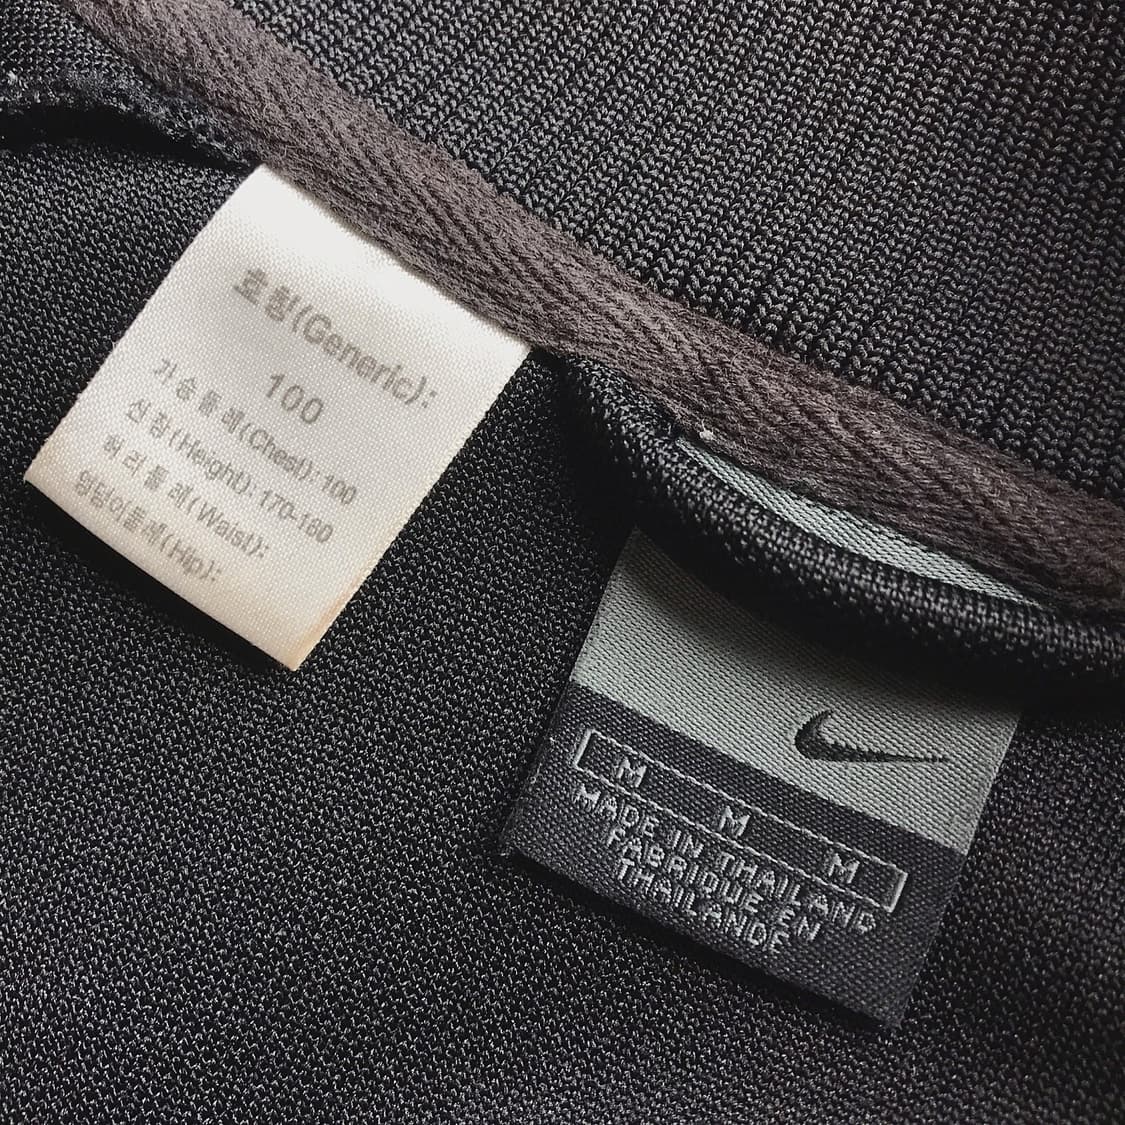 호칭(Generic):
100
가슴둘레(Chest): 100
신장(Height): 170-180
허리둘레(Waist):
엉덩이둘레(Hip):
M M M
MADE IN THAILAND
FABRIQUE EN
THAILANDE